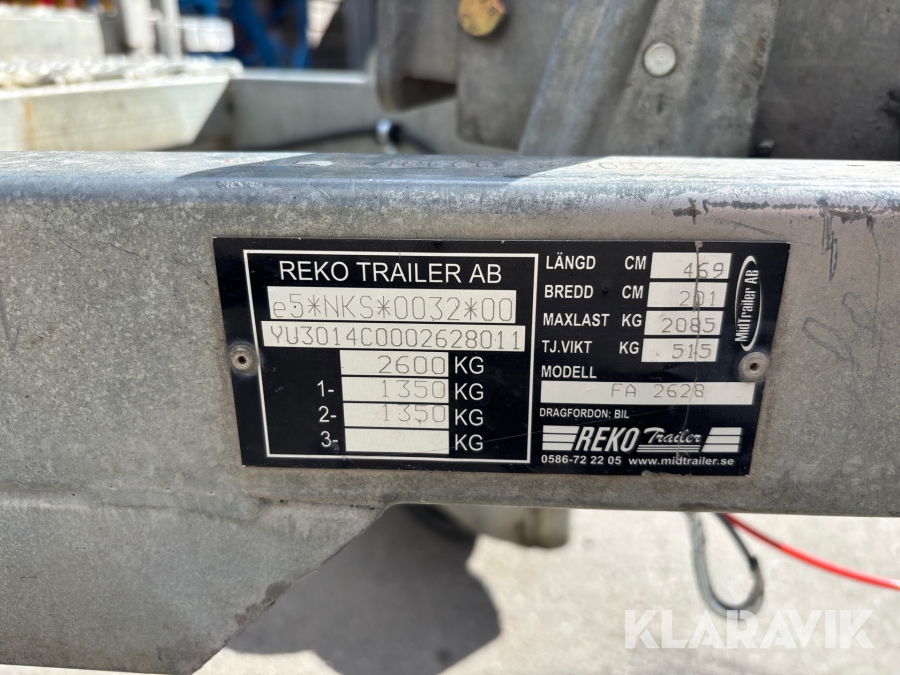 REKO TRAILER AB
e5*NKS*0032*00
YU3014C0002628011
2600 KG
1- 1350 KG
2- 1350 KG
3- KG
LÄNGD CM 469
BREDD CM 201
MAXLAST KG 2085
TJ.VIKT KG 515
MODELL
FA 2628
DRAGFORDON: BIL
REKO Trailer
0586-72 22 05 www.midtrailer.se
MidTrailer AB
KLARAVIK